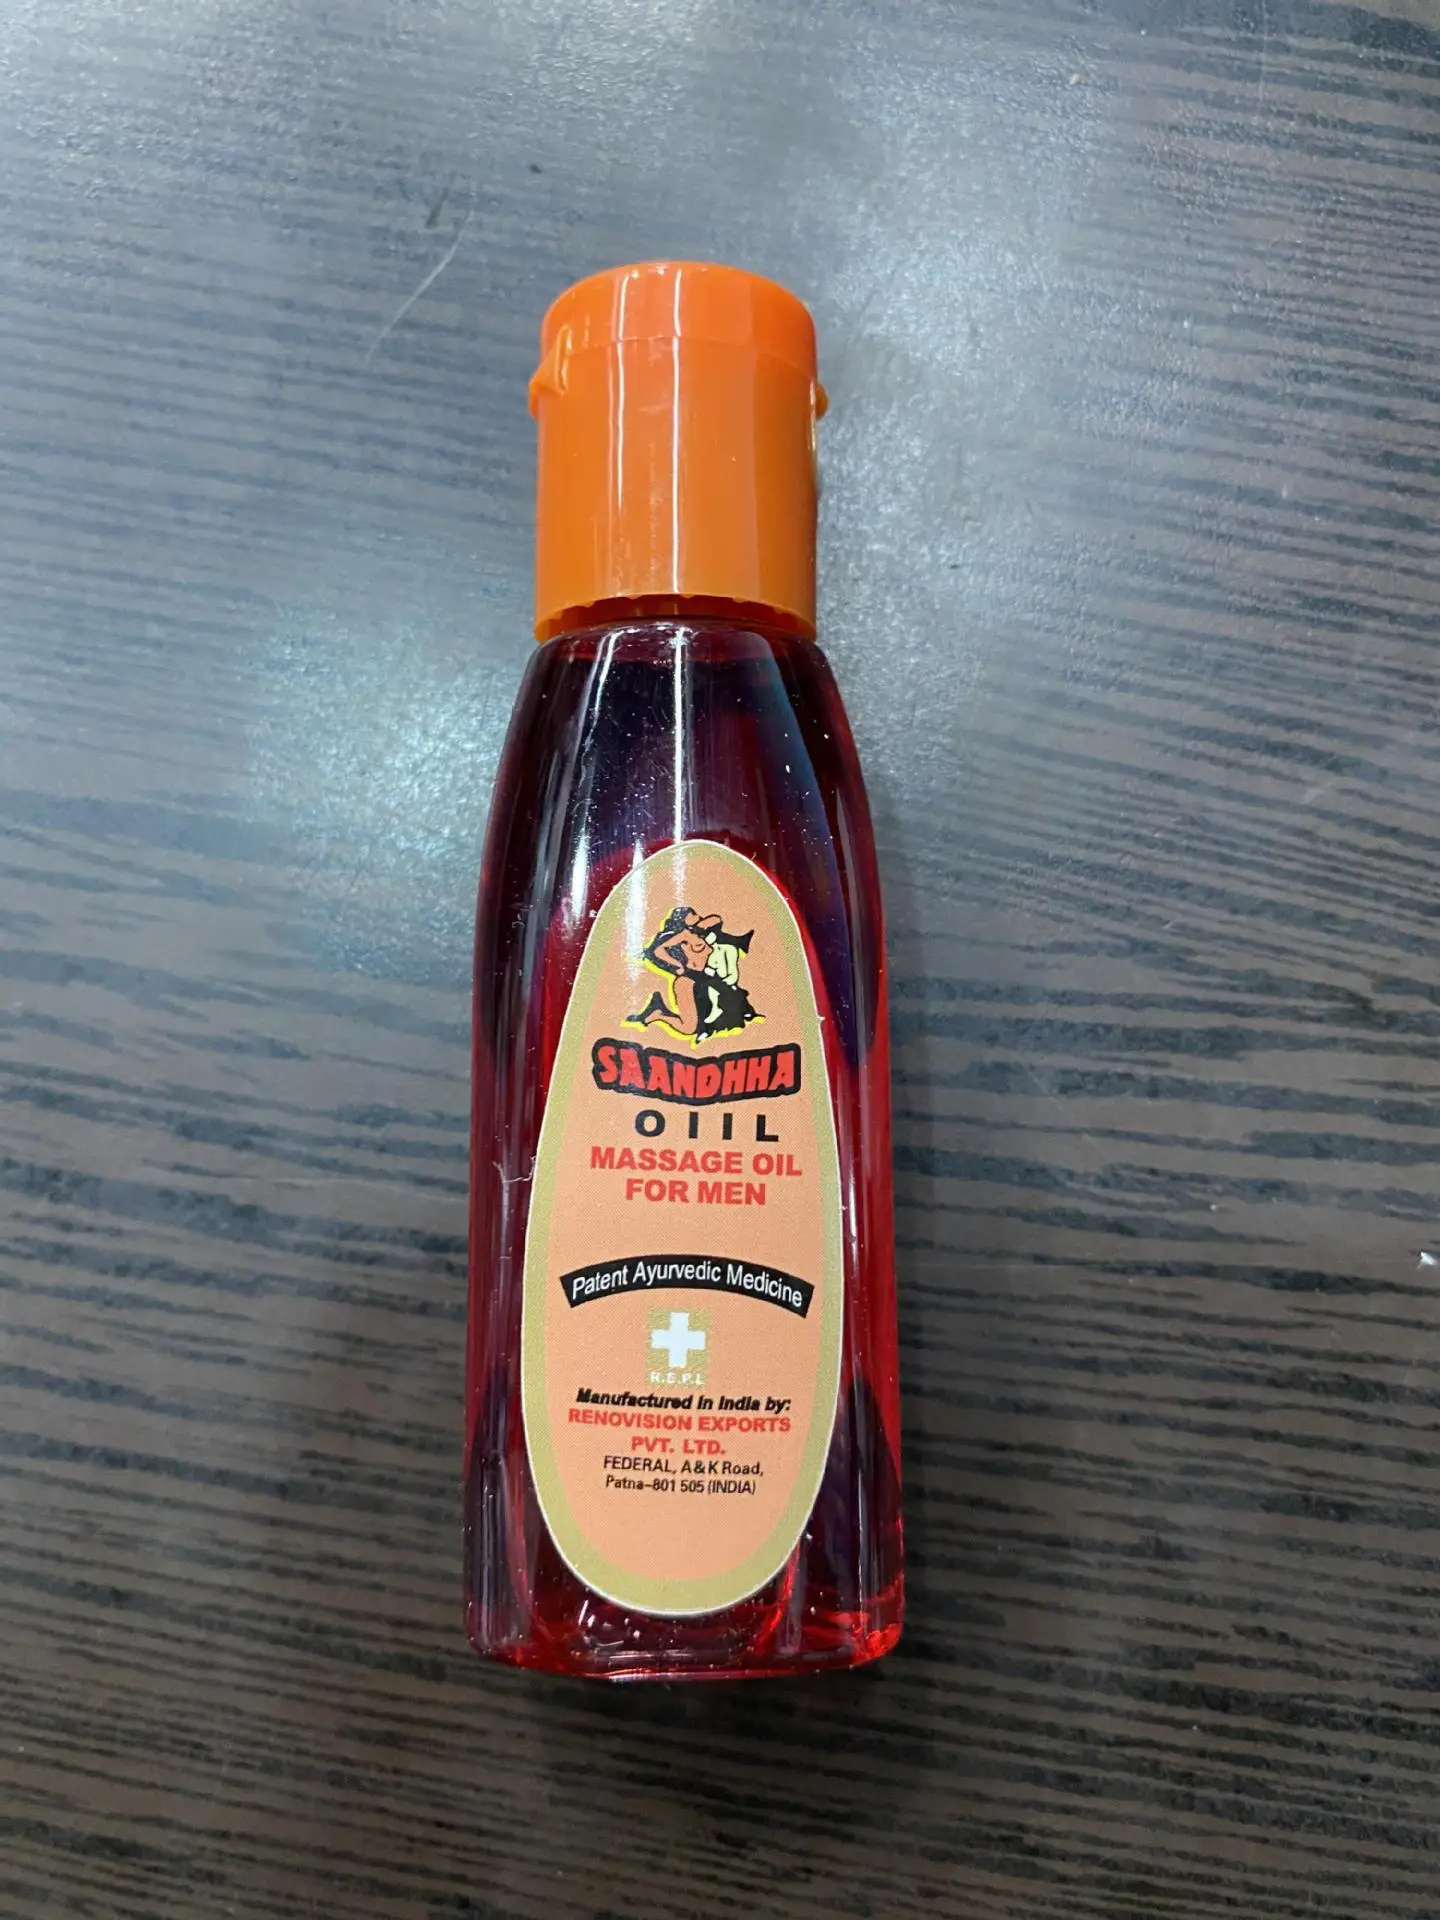 SAANDHHA
OIIL
MASSAGE OIL
FOR MEN
Patent Ayurvedic Medicine
R.E.P.L
Manufactured in India by:
RENOVISION EXPORTS
PVT. LTD.
FEDERAL, A & K Road,
Patna-801 505 (INDIA)